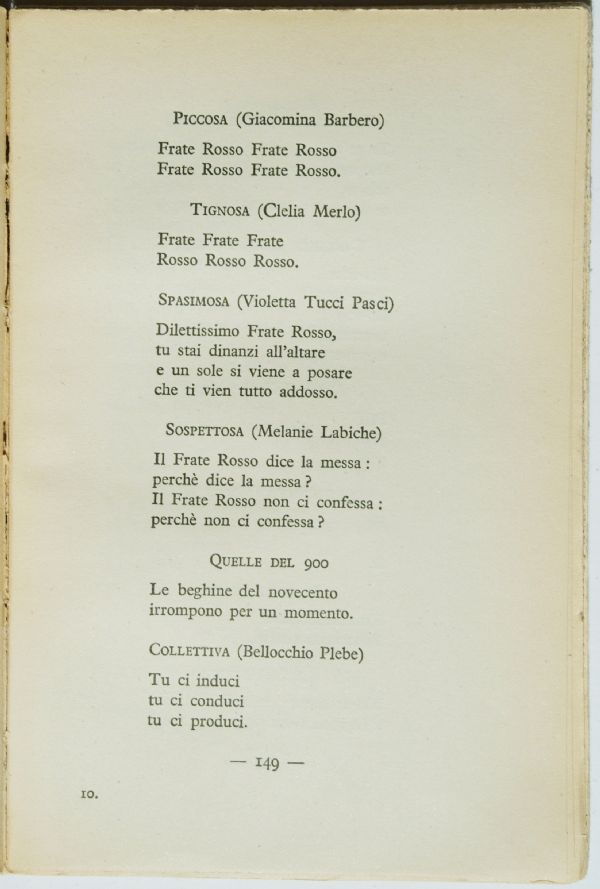 Piccosa (Giacomina Barbero)
Frate Rosso Frate Rosso
Frate Rosso Frate Rosso.
Tignosa (Clelia Merlo)
Frate Frate Frate
Rosso Rosso Rosso.
Spasimosa (Violetta Tucci Pasci)
Dilettissimo Frate Rosso,
tu stai dinanzi all'altare
e un sole si viene a posare
che ti vien tutto addosso.
Sospettosa (Melanie Labiche)
Il Frate Rosso dice la messa :
perchè dice la messa ?
Il Frate Rosso non ci confessa :
perchè non ci confessa ?
Quelle del 900
Le beghine del novecento
irrompono per un momento.
Collettiva (Bellocchio Plebe)
Tu ci induci
tu ci conduci
tu ci produci.
— 149 —
10.